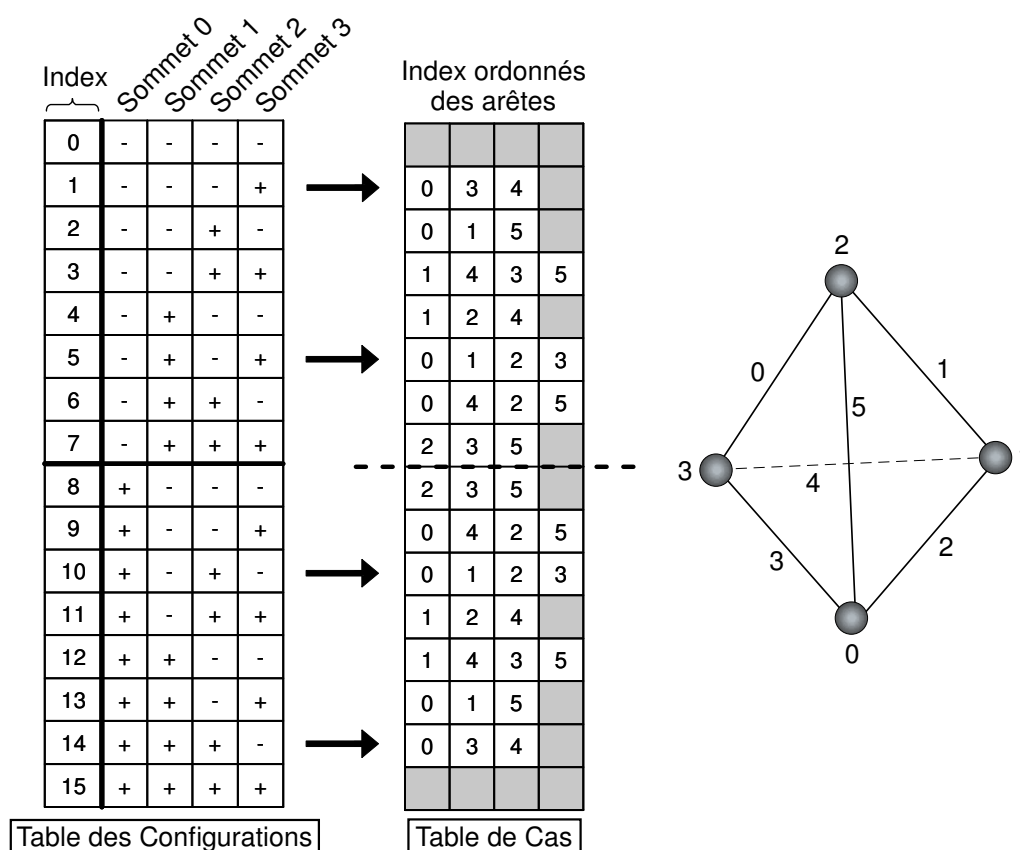 Index Sommet 0 Sommet 1 Sommet 2 Sommet 3
0 - - - -
1 - - - +
2 - - + -
3 - - + +
4 - + - -
5 - + - +
6 - + + -
7 - + + +
8 + - - -
9 + - - +
10 + - + -
11 + - + +
12 + + - -
13 + + - +
14 + + + -
15 + + + +
Table des Configurations
Index ordonnés
des arêtes
0 3 4
0 1 5
1 4 3 5
1 2 4
0 1 2 3
0 4 2 5
2 3 5
2 3 5
0 4 2 5
0 1 2 3
1 2 4
1 4 3 5
0 1 5
0 3 4
Table de Cas
2
0 1
5
3 4
3 2
0